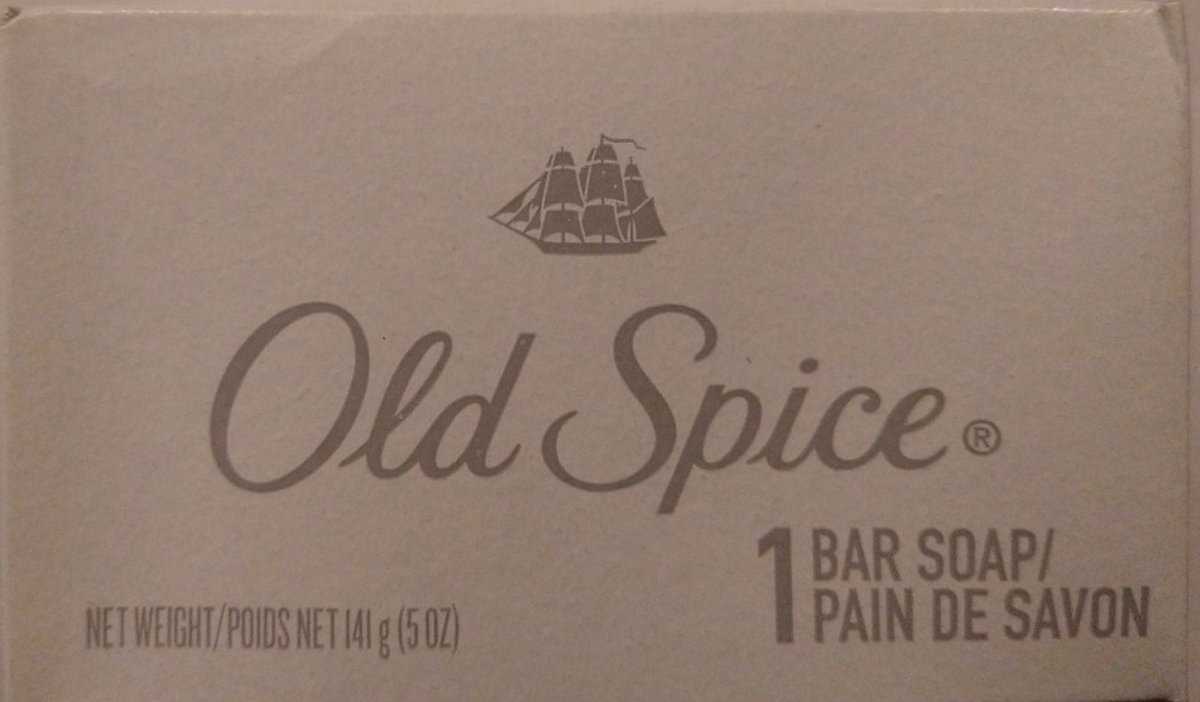 Old Spice®
1 BAR SOAP/
PAIN DE SAVON
NET WEIGHT/POIDS NET 141 g (5 OZ)